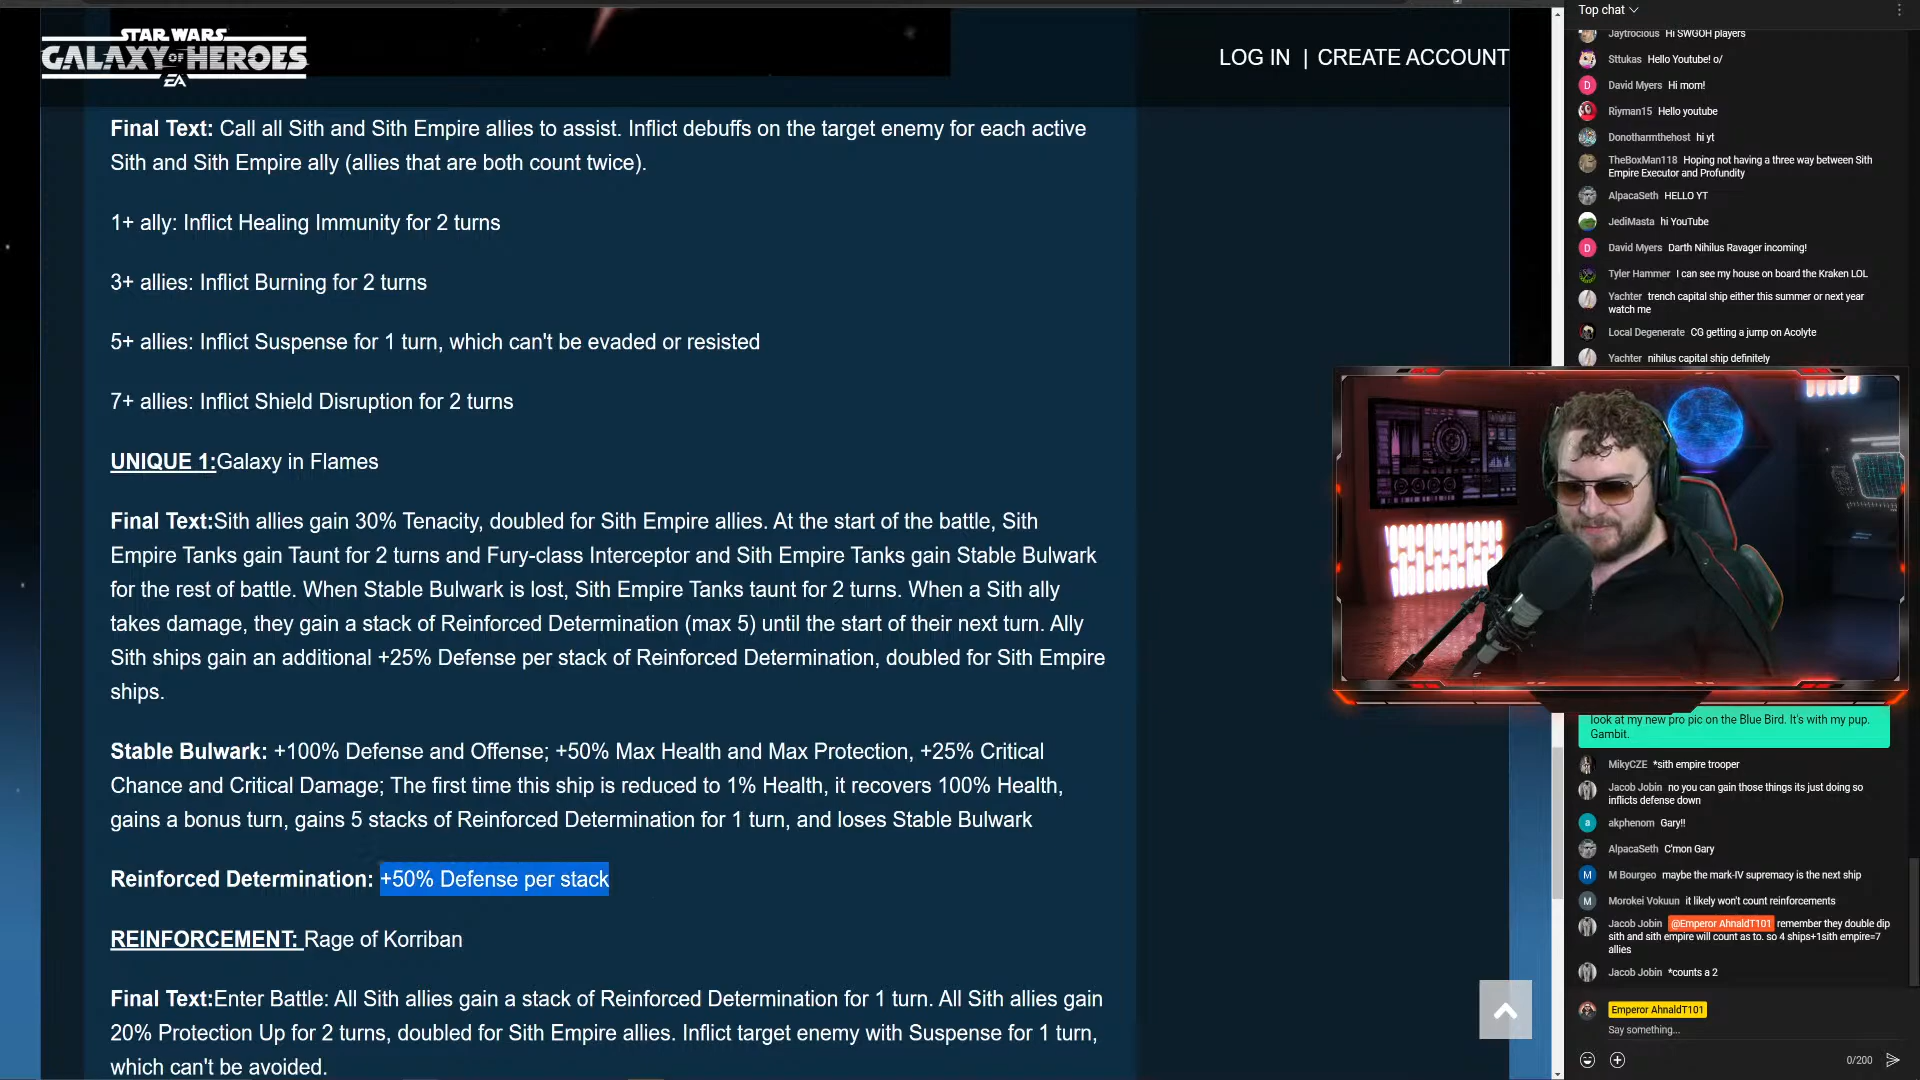 STAR WARS
GALAXY OF HEROES
EA
LOG IN | CREATE ACCOUNT
Final Text: Call all Sith and Sith Empire allies to assist. Inflict debuffs on the target enemy for each active
Sith and Sith Empire ally (allies that are both count twice).
1+ ally: Inflict Healing Immunity for 2 turns
3+ allies: Inflict Burning for 2 turns
5+ allies: Inflict Suspense for 1 turn, which can't be evaded or resisted
7+ allies: Inflict Shield Disruption for 2 turns
UNIQUE 1:Galaxy in Flames
Final Text:Sith allies gain 30% Tenacity, doubled for Sith Empire allies. At the start of the battle, Sith
Empire Tanks gain Taunt for 2 turns and Fury-class Interceptor and Sith Empire Tanks gain Stable Bulwark
for the rest of battle. When Stable Bulwark is lost, Sith Empire Tanks taunt for 2 turns. When a Sith ally
takes damage, they gain a stack of Reinforced Determination (max 5) until the start of their next turn. Ally
Sith ships gain an additional +25% Defense per stack of Reinforced Determination, doubled for Sith Empire
ships.
Stable Bulwark: +100% Defense and Offense; +50% Max Health and Max Protection, +25% Critical
Chance and Critical Damage; The first time this ship is reduced to 1% Health, it recovers 100% Health,
gains a bonus turn, gains 5 stacks of Reinforced Determination for 1 turn, and loses Stable Bulwark
Reinforced Determination: +50% Defense per stack
REINFORCEMENT: Rage of Korriban
Final Text:Enter Battle: All Sith allies gain a stack of Reinforced Determination for 1 turn. All Sith allies gain
20% Protection Up for 2 turns, doubled for Sith Empire allies. Inflict target enemy with Suspense for 1 turn,
which can't be avoided.
Top chat
Jaytrocious Hi SWGOH players
Sttukas Hello Youtube! o/
D David Myers Hi mom!
Riyman15 Hello youtube
Donotharmthehost hi yt
TheBoxMan118 Hoping not having a three way between Sith
Empire Executor and Profundity
AlpacaSeth HELLO YT
JediMasta hi YouTube
D David Myers Darth Nihilus Ravager incoming!
Tyler Hammer I can see my house on board the Kraken LOL
Yachter trench capital ship either this summer or next year
watch me
Local Degenerate CG getting a jump on Acolyte
Yachter nihilus capital ship definitely
look at my new pro pic on the Blue Bird. It's with my pup.
Gambit.
MikyCZE *sith empire trooper
Jacob Jobin no you can gain those things its just doing so
inflicts defense down
a akphenom Gary!!
AlpacaSeth C'mon Gary
M M Bourgeo maybe the mark-IV supremacy is the next ship
M Morokei Vokuun it likely won't count reinforcements
Jacob Jobin @Emperor AhnaldT101 remember they double dip
sith and sith empire will count as to. so 4 ships+1sith empire=7
allies
Jacob Jobin *counts a 2
Emperor AhnaldT101
Say something...
0/200